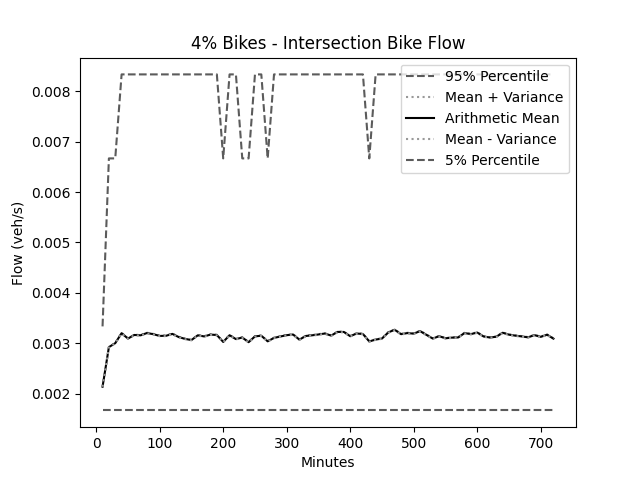 4% Bikes - Intersection Bike Flow
95% Percentile
Mean + Variance
Arithmetic Mean
Mean - Variance
5% Percentile
Flow (veh/s)
0.008
0.007
0.006
0.005
0.004
0.003
0.002
0 100 200 300 400 500 600 700
Minutes